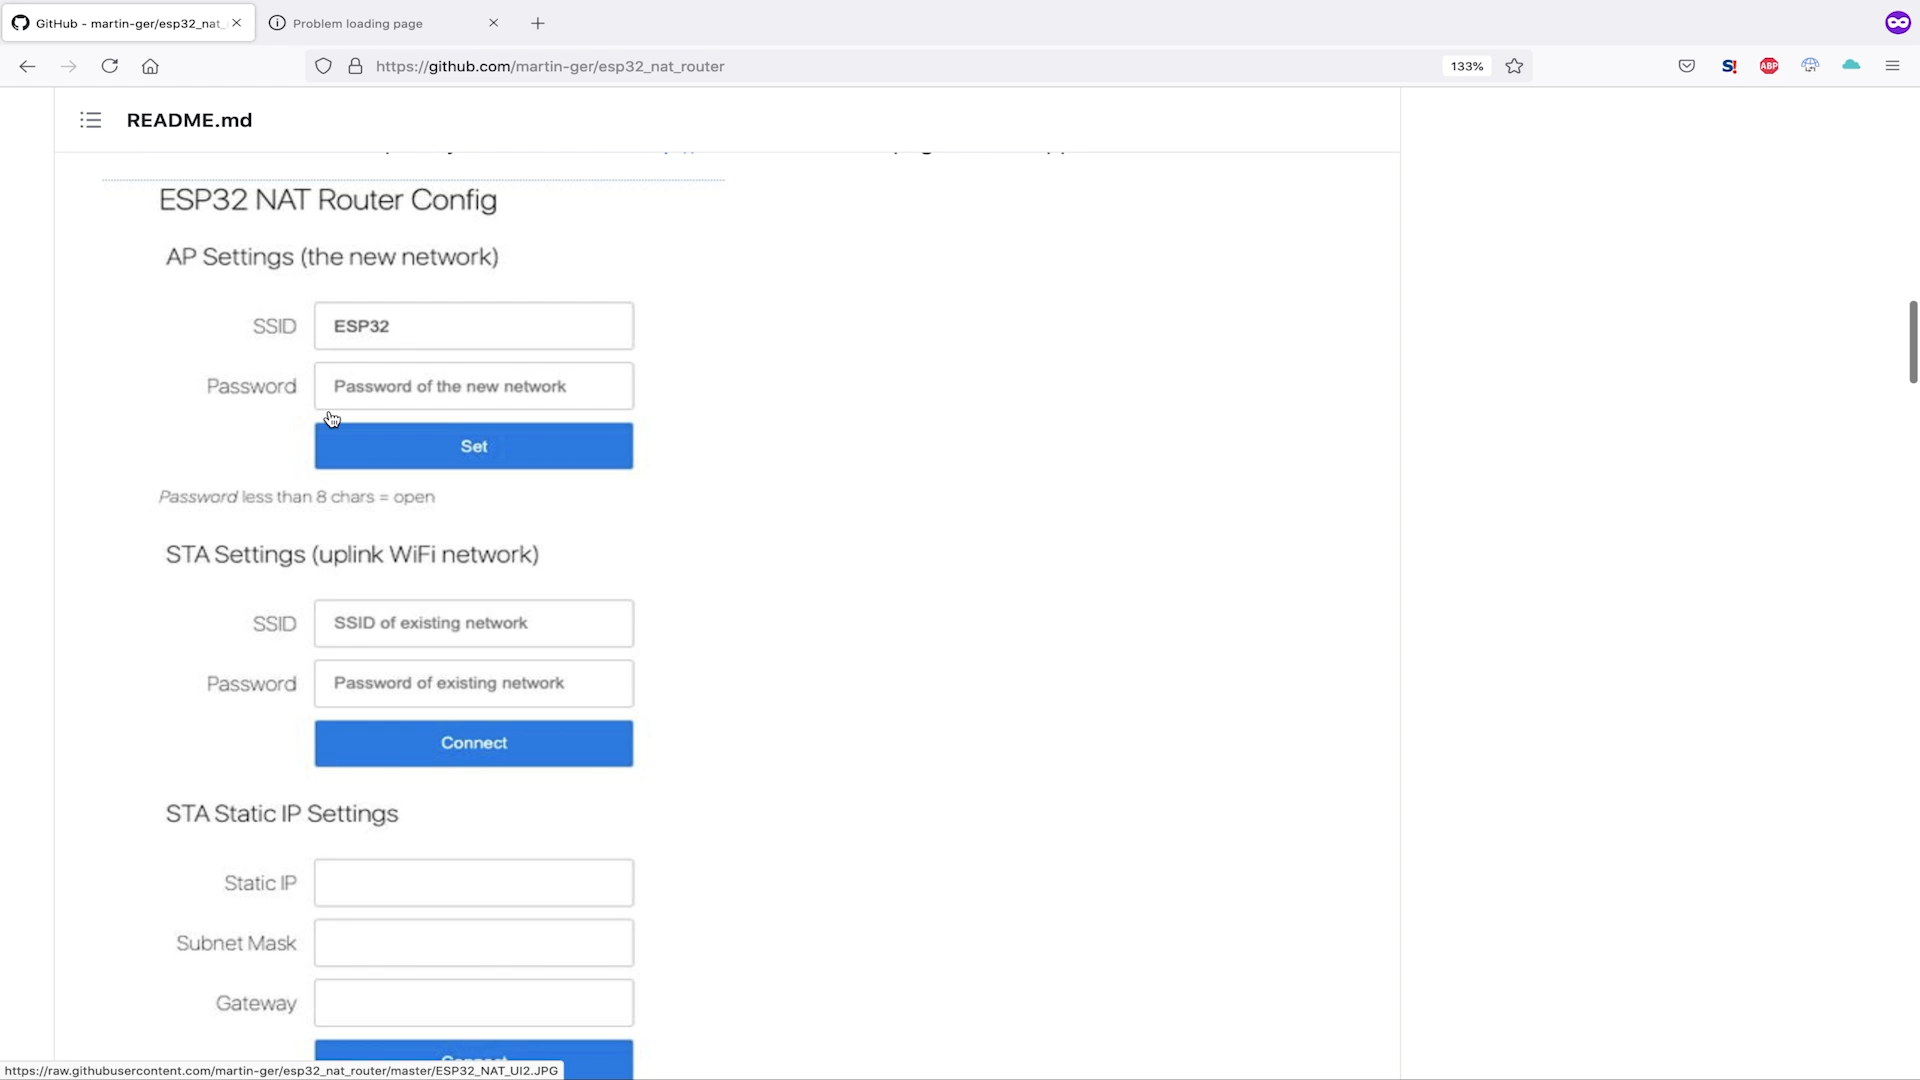 GitHub - martin-ger/esp32_nat_
Problem loading page
https://github.com/martin-ger/esp32_nat_router
133%
S!
ABP
README.md
ESP32 NAT Router Config
AP Settings (the new network)
SSID
ESP32
Password
Password of the new network
Set
Password less than 8 chars = open
STA Settings (uplink WiFi network)
SSID
SSID of existing network
Password
Password of existing network
Connect
STA Static IP Settings
Static IP
Subnet Mask
Gateway
Connect
https://raw.githubusercontent.com/martin-ger/esp32_nat_router/master/ESP32_NAT_UI2.JPG